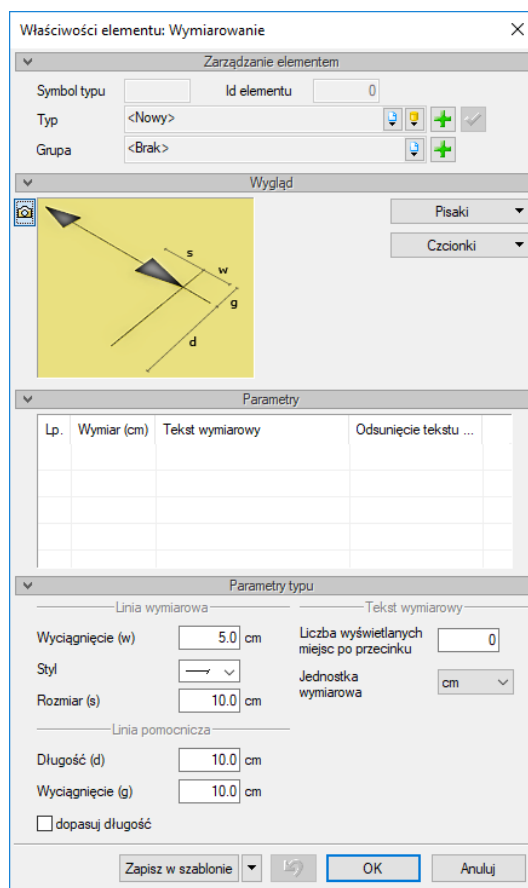 Właściwości elementu: Wymiarowanie
Zarządzanie elementem
Symbol typu Id elementu 0
Typ <Nowy>
Grupa <Brak>
Wygląd
s
w
g
d
Pisaki
Czcionki
Parametry
Lp. Wymiar (cm) Tekst wymiarowy Odsunięcie tekstu ...
Parametry typu
Linia wymiarowa
Wyciągnięcie (w) 5.0 cm
Styl
Rozmiar (s) 10.0 cm
Tekst wymiarowy
Liczba wyświetlanych
miejsc po przecinku 0
Jednostka
wymiarowa cm
Linia pomocnicza
Długość (d) 10.0 cm
Wyciągnięcie (g) 10.0 cm
dopasuj długość
Zapisz w szablonie OK Anuluj